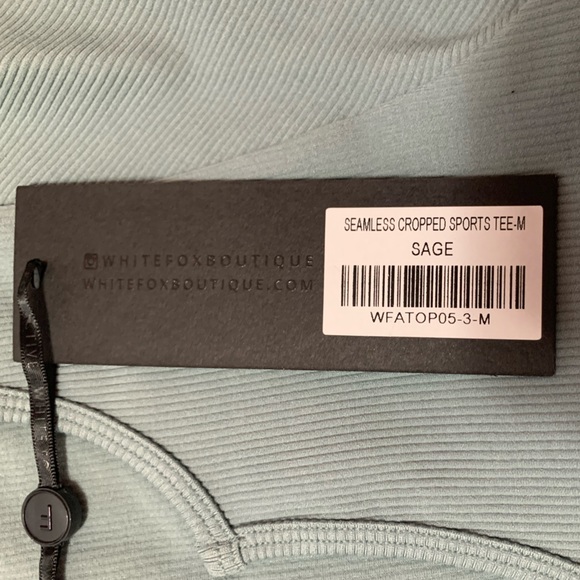 WHITEFOXBOUTIQUE
WHITEFOXBOUTIQUE.COM
SEAMLESS CROPPED SPORTS TEE-M
SAGE
WFATOP05-3-M